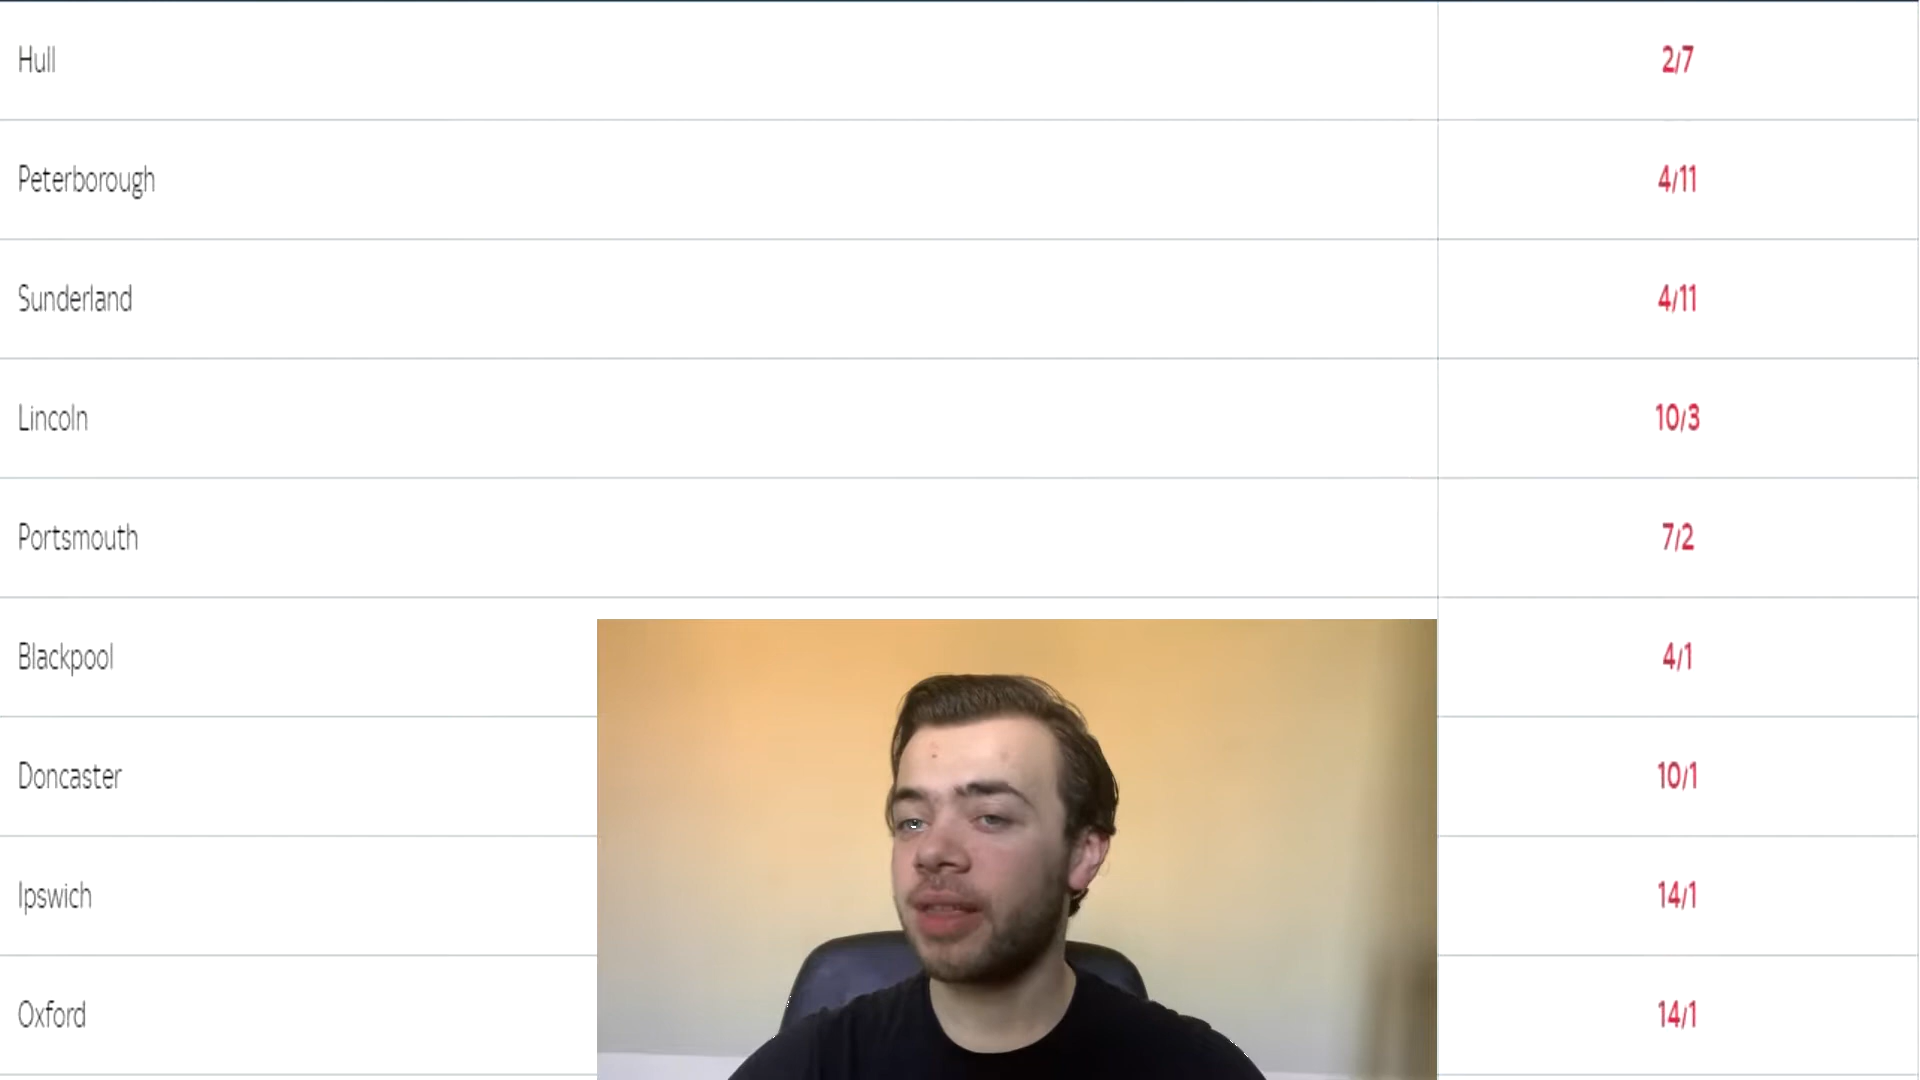 Hull 2/7
Peterborough 4/11
Sunderland 4/11
Lincoln 10/3
Portsmouth 7/2
Blackpool 4/1
Doncaster 10/1
Ipswich 14/1
Oxford 14/1